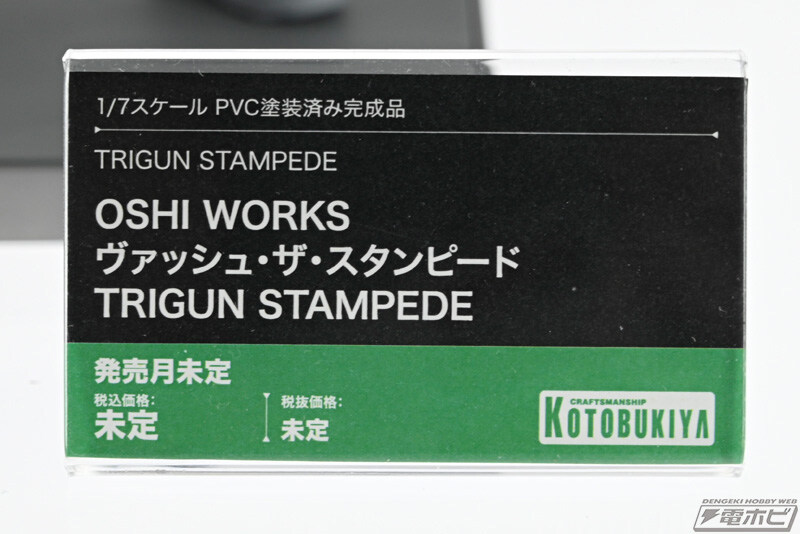 1/7スケール PVC塗装済み完成品
TRIGUN STAMPEDE
OSHI WORKS
ヴァッシュ・ザ・スタンピード
TRIGUN STAMPEDE
発売月未定
税込価格:
未定
税抜価格:
未定
CRAFTSMANSHIP
KOTOBUKIYA
DENGEKI HOBBY WEB
電ホビ